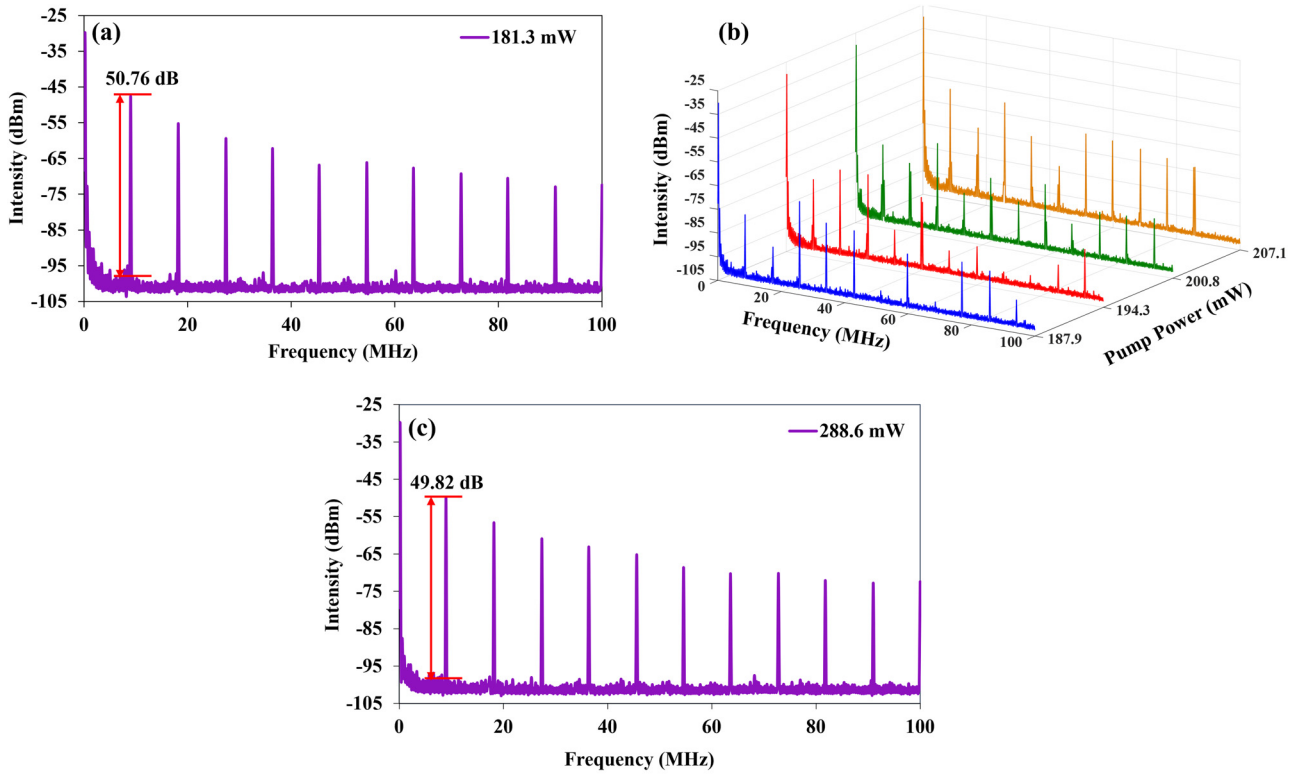 (a)
181.3 mW
50.76 dB
-25
-35
-45
-55
-65
-75
-85
-95
-105
0 20 40 60 80 100
Intensity (dBm)
Frequency (MHz)
(b)
-25
-35
-45
-55
-65
-75
-85
-95
-105
0
20
40
60
80
100
187.9
194.3
200.8
207.1
Intensity (dBm)
Frequency (MHz)
Pump Power (mW)
(c)
288.6 mW
49.82 dB
-25
-35
-45
-55
-65
-75
-85
-95
-105
0 20 40 60 80 100
Intensity (dBm)
Frequency (MHz)